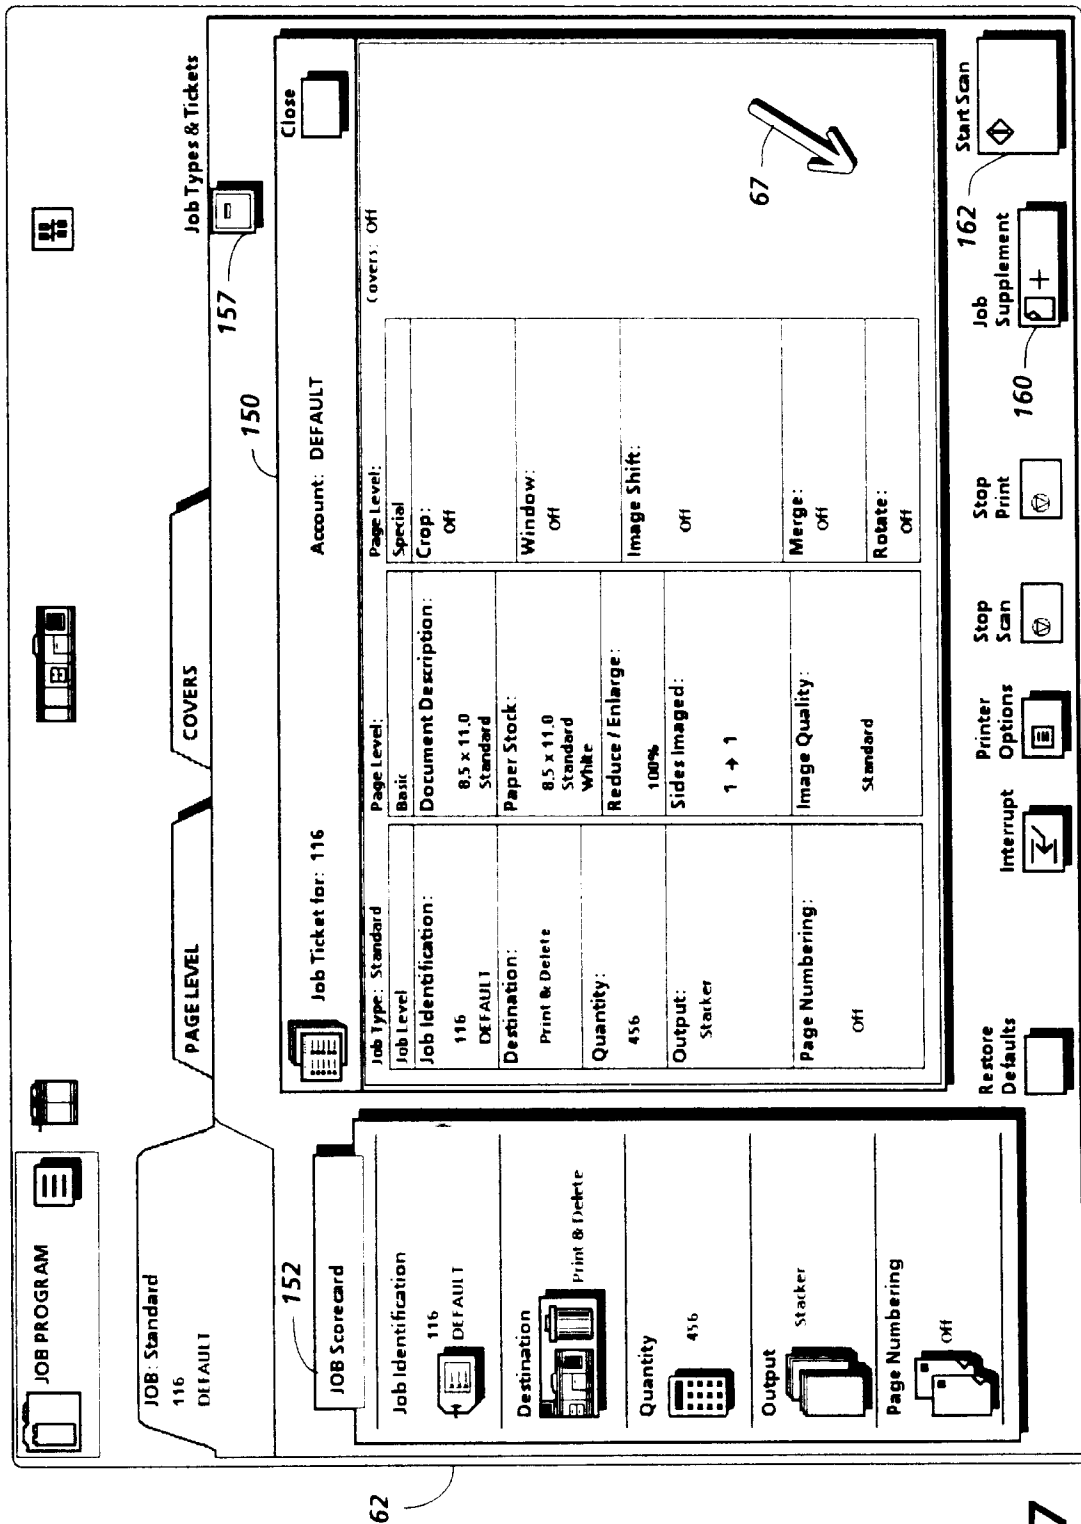 JOB PROGRAM
JOB: Standard
116
DEFAULT
PAGE LEVEL
COVERS
Job Types & Tickets
157
152
150
JOB Scorecard
Job Identification
116
DEFAULT
Destination
Print & Delete
Quantity
456
Output
Stacker
Page Numbering
Off
Job Ticket for: 116
Account: DEFAULT
Close
Job Type: Standard
Job Level
Job Identification:
116
DEFAULT
Destination:
Print & Delete
Quantity:
456
Output:
Stacker
Page Numbering:
Off
Page Level:
Basic
Document Description:
8.5 x 11.0
Standard
Paper Stock:
8.5 x 11.0
Standard
White
Reduce / Enlarge:
100%
Sides Imaged:
1 → 1
Image Quality:
Standard
Page Level:
Special
Crop:
Off
Window:
Off
Image Shift:
Off
Merge:
Off
Rotate:
Off
Covers: Off
67
Restore
Defaults
Interrupt
Printer
Options
Stop
Scan
Stop
Print
Job
Supplement
160
Start Scan
162
62
7